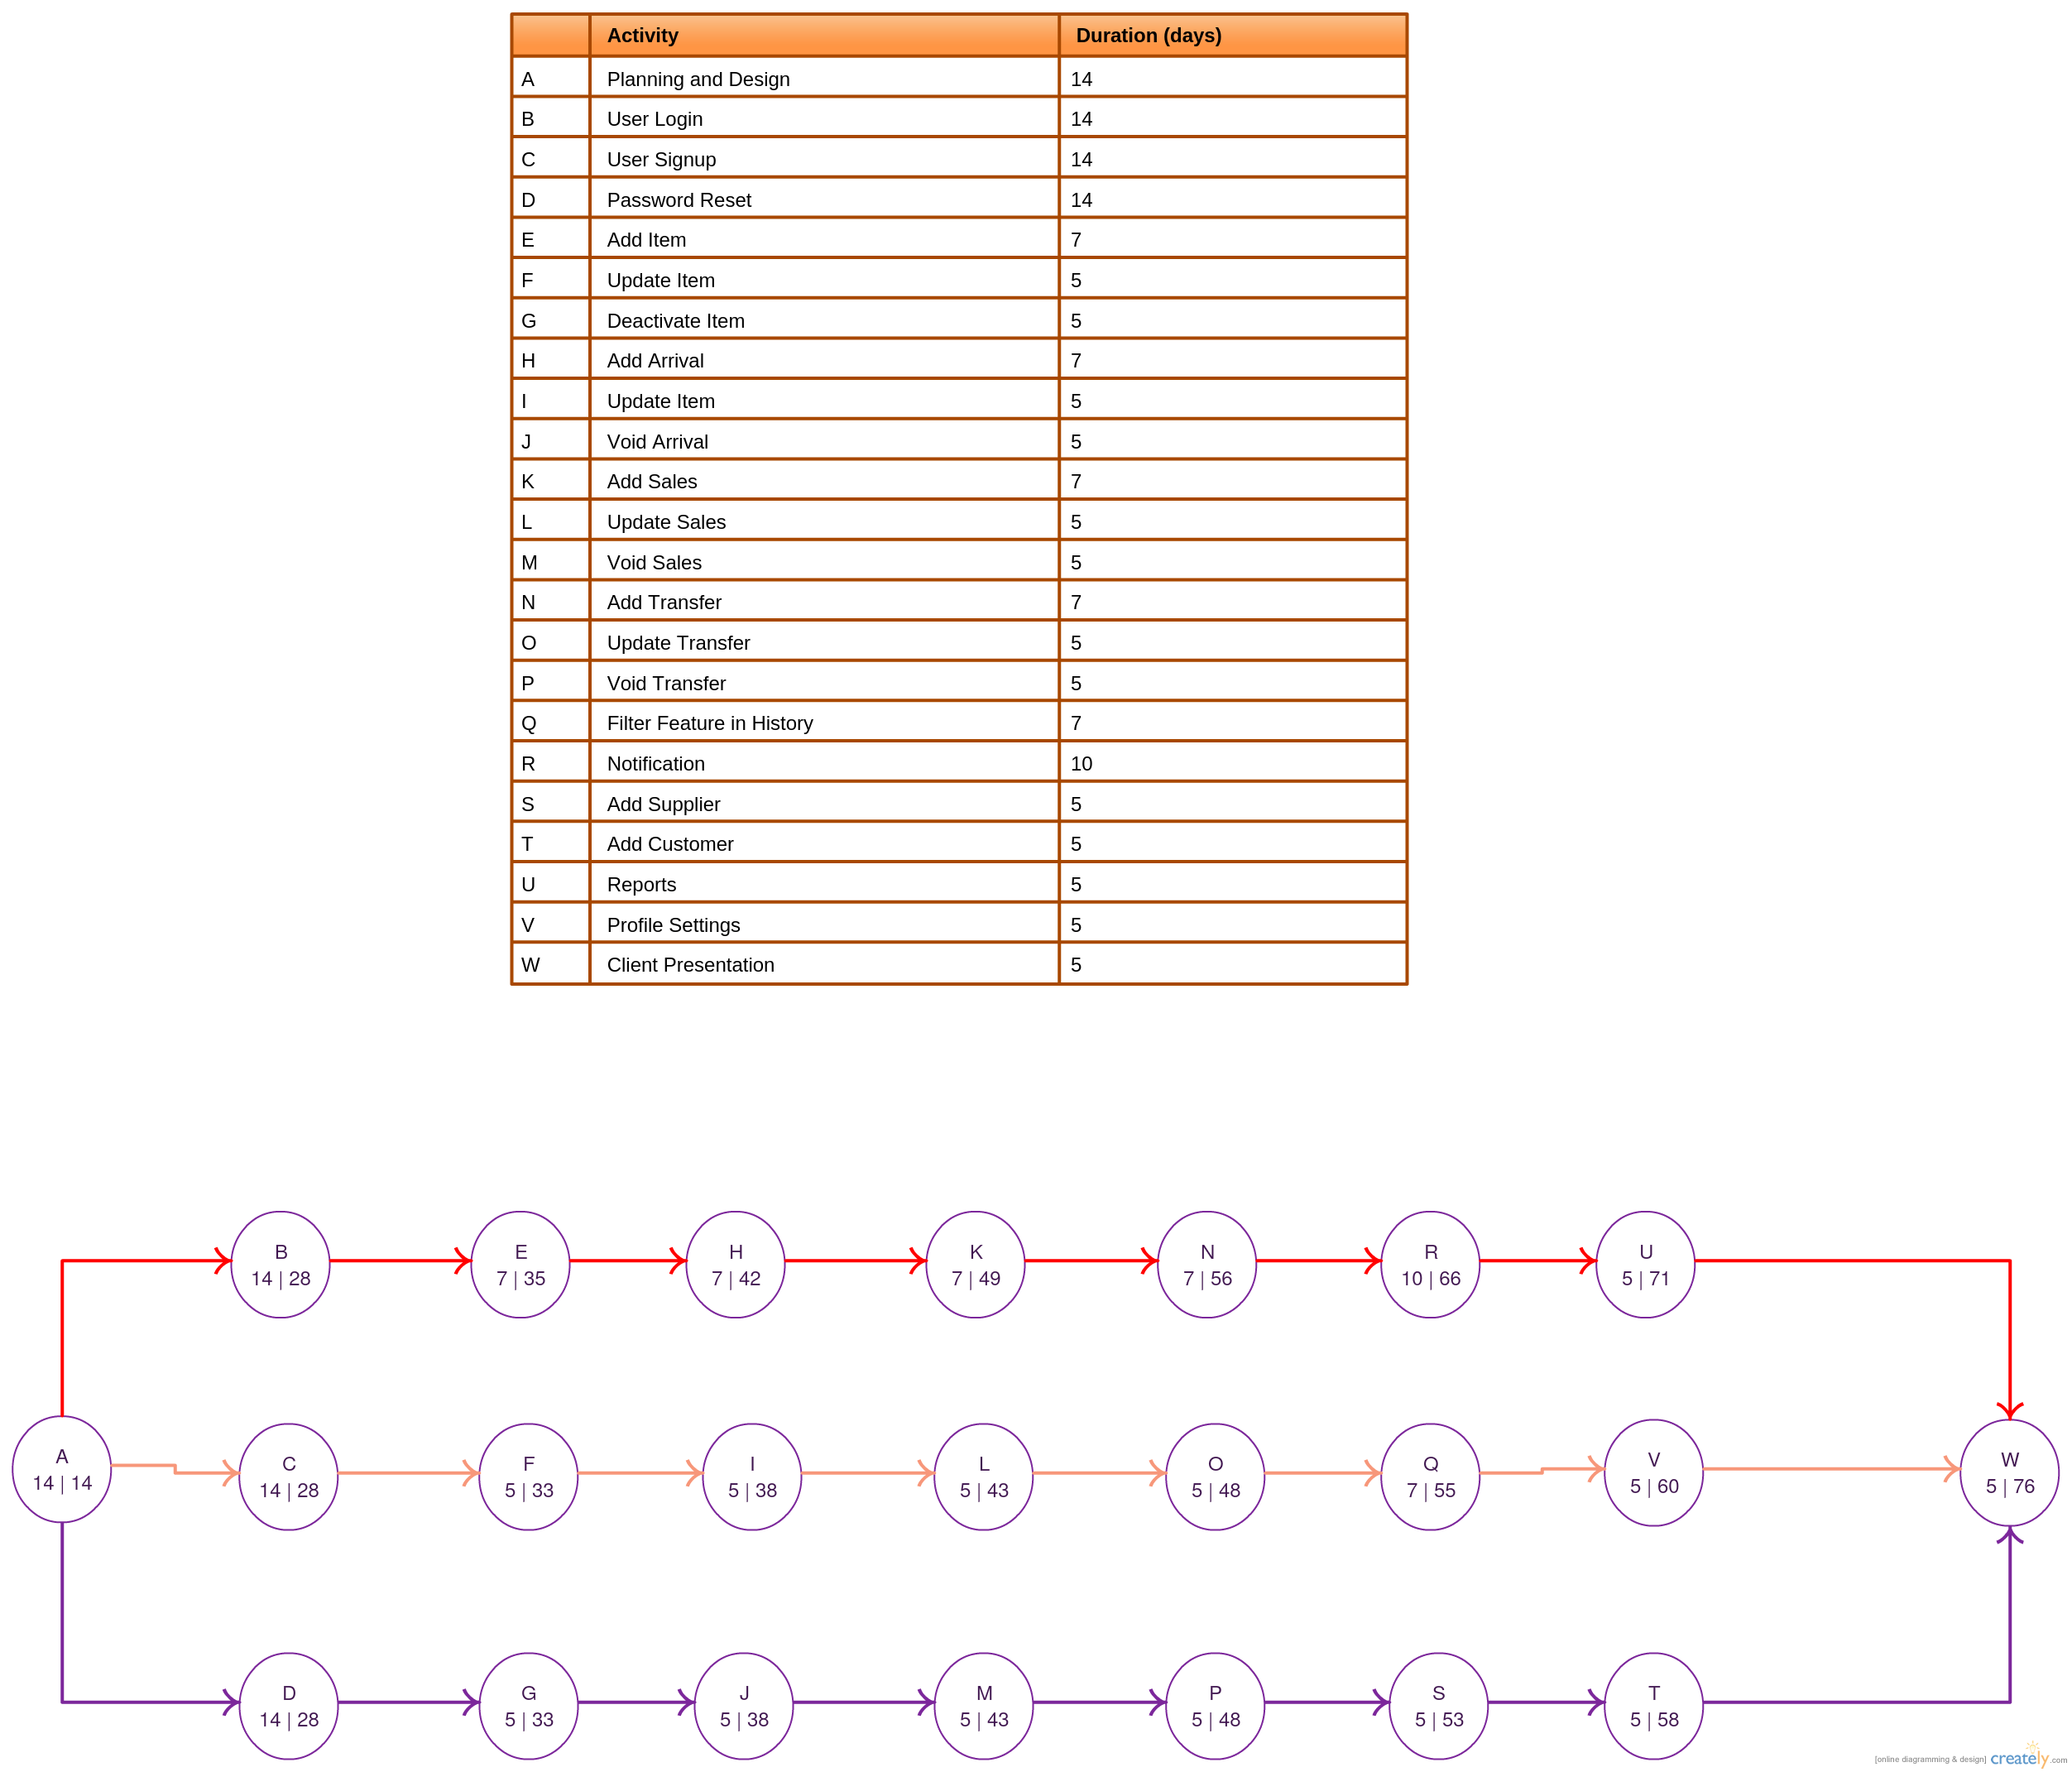 Activity Duration (days)
A Planning and Design 14
B User Login 14
C User Signup 14
D Password Reset 14
E Add Item 7
F Update Item 5
G Deactivate Item 5
H Add Arrival 7
I Update Item 5
J Void Arrival 5
K Add Sales 7
L Update Sales 5
M Void Sales 5
N Add Transfer 7
O Update Transfer 5
P Void Transfer 5
Q Filter Feature in History 7
R Notification 10
S Add Supplier 5
T Add Customer 5
U Reports 5
V Profile Settings 5
W Client Presentation 5
B
14 | 28
E
7 | 35
H
7 | 42
K
7 | 49
N
7 | 56
R
10 | 66
U
5 | 71
A
14 | 14
C
14 | 28
F
5 | 33
I
5 | 38
L
5 | 43
O
5 | 48
Q
7 | 55
V
5 | 60
W
5 | 76
D
14 | 28
G
5 | 33
J
5 | 38
M
5 | 43
P
5 | 48
S
5 | 53
T
5 | 58
[online diagramming & design] creately.com